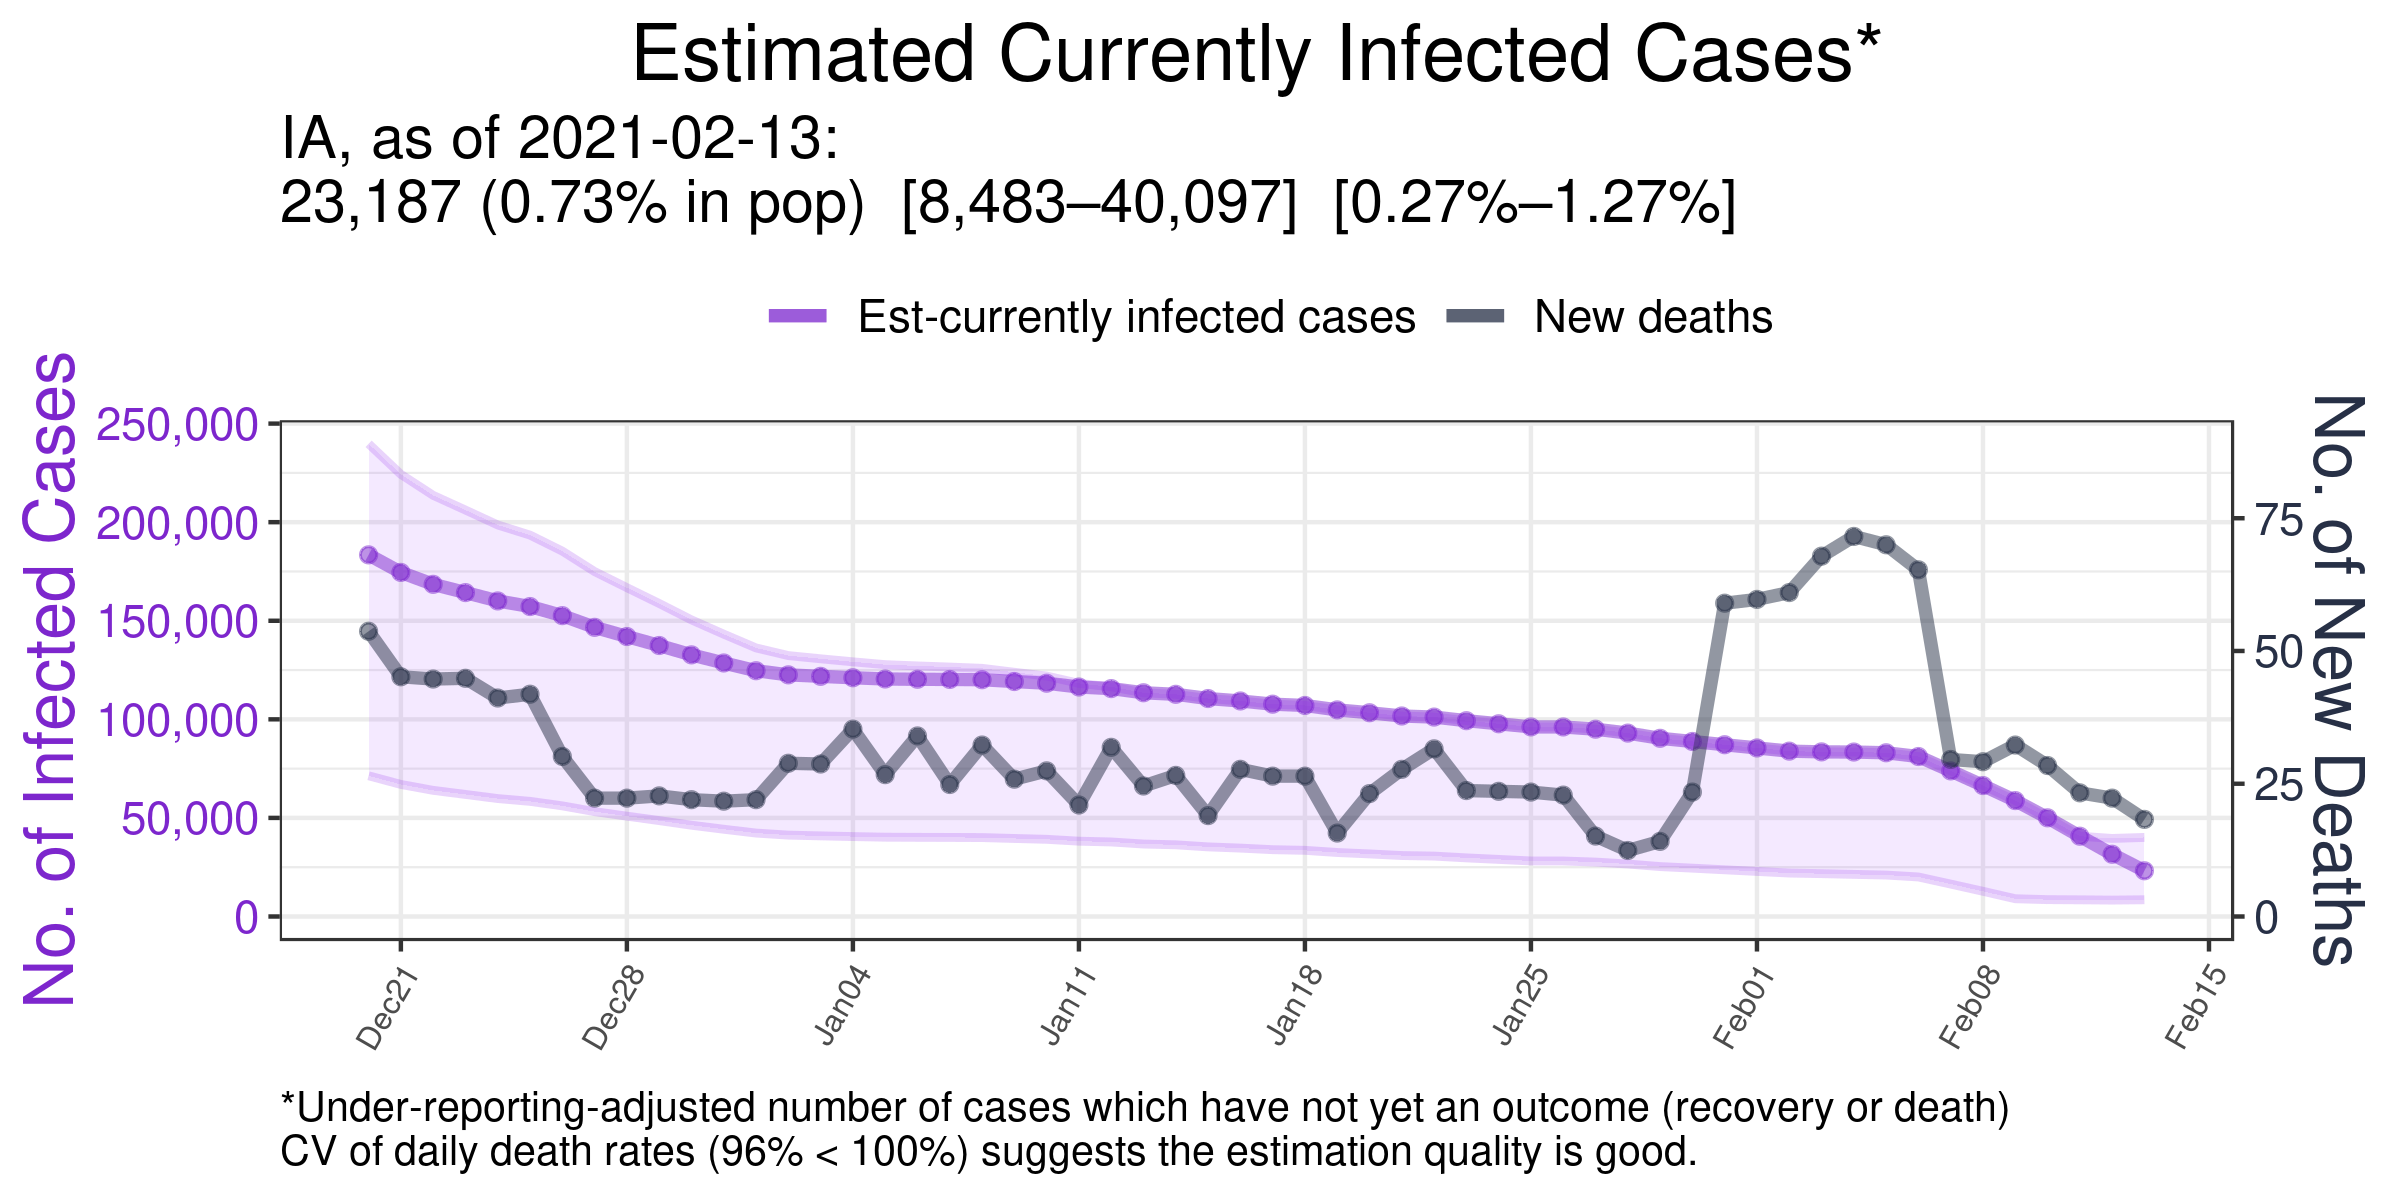 Estimated Currently Infected Cases*
IA, as of 2021-02-13:
23,187 (0.73% in pop)  [8,483–40,097]  [0.27%–1.27%]
Est-currently infected cases
New deaths
No. of Infected Cases
250,000
200,000
150,000
100,000
50,000
0
75
50
25
0
No. of New Deaths
Dec21
Dec28
Jan04
Jan11
Jan18
Jan25
Feb01
Feb08
Feb15
*Under-reporting-adjusted number of cases which have not yet an outcome (recovery or death)
CV of daily death rates (96% < 100%) suggests the estimation quality is good.